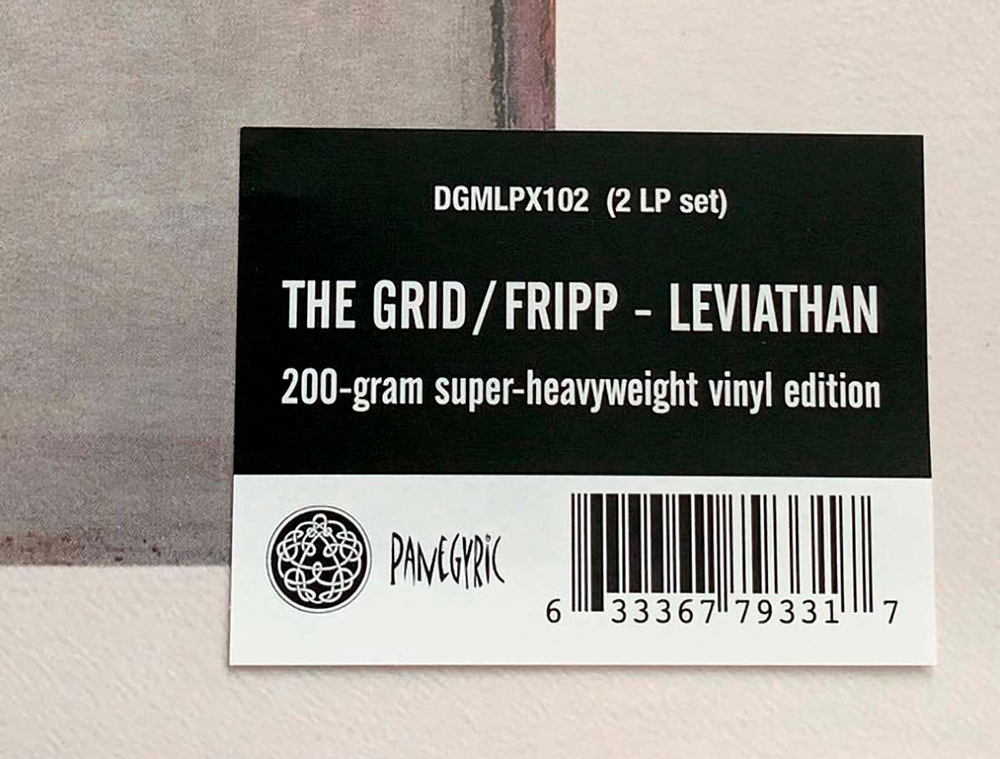 DGMLPX102 (2 LP set)
THE GRID / FRIPP - LEVIATHAN
200-gram super-heavyweight vinyl edition
PANEGYRIC
6 33367 79331 7